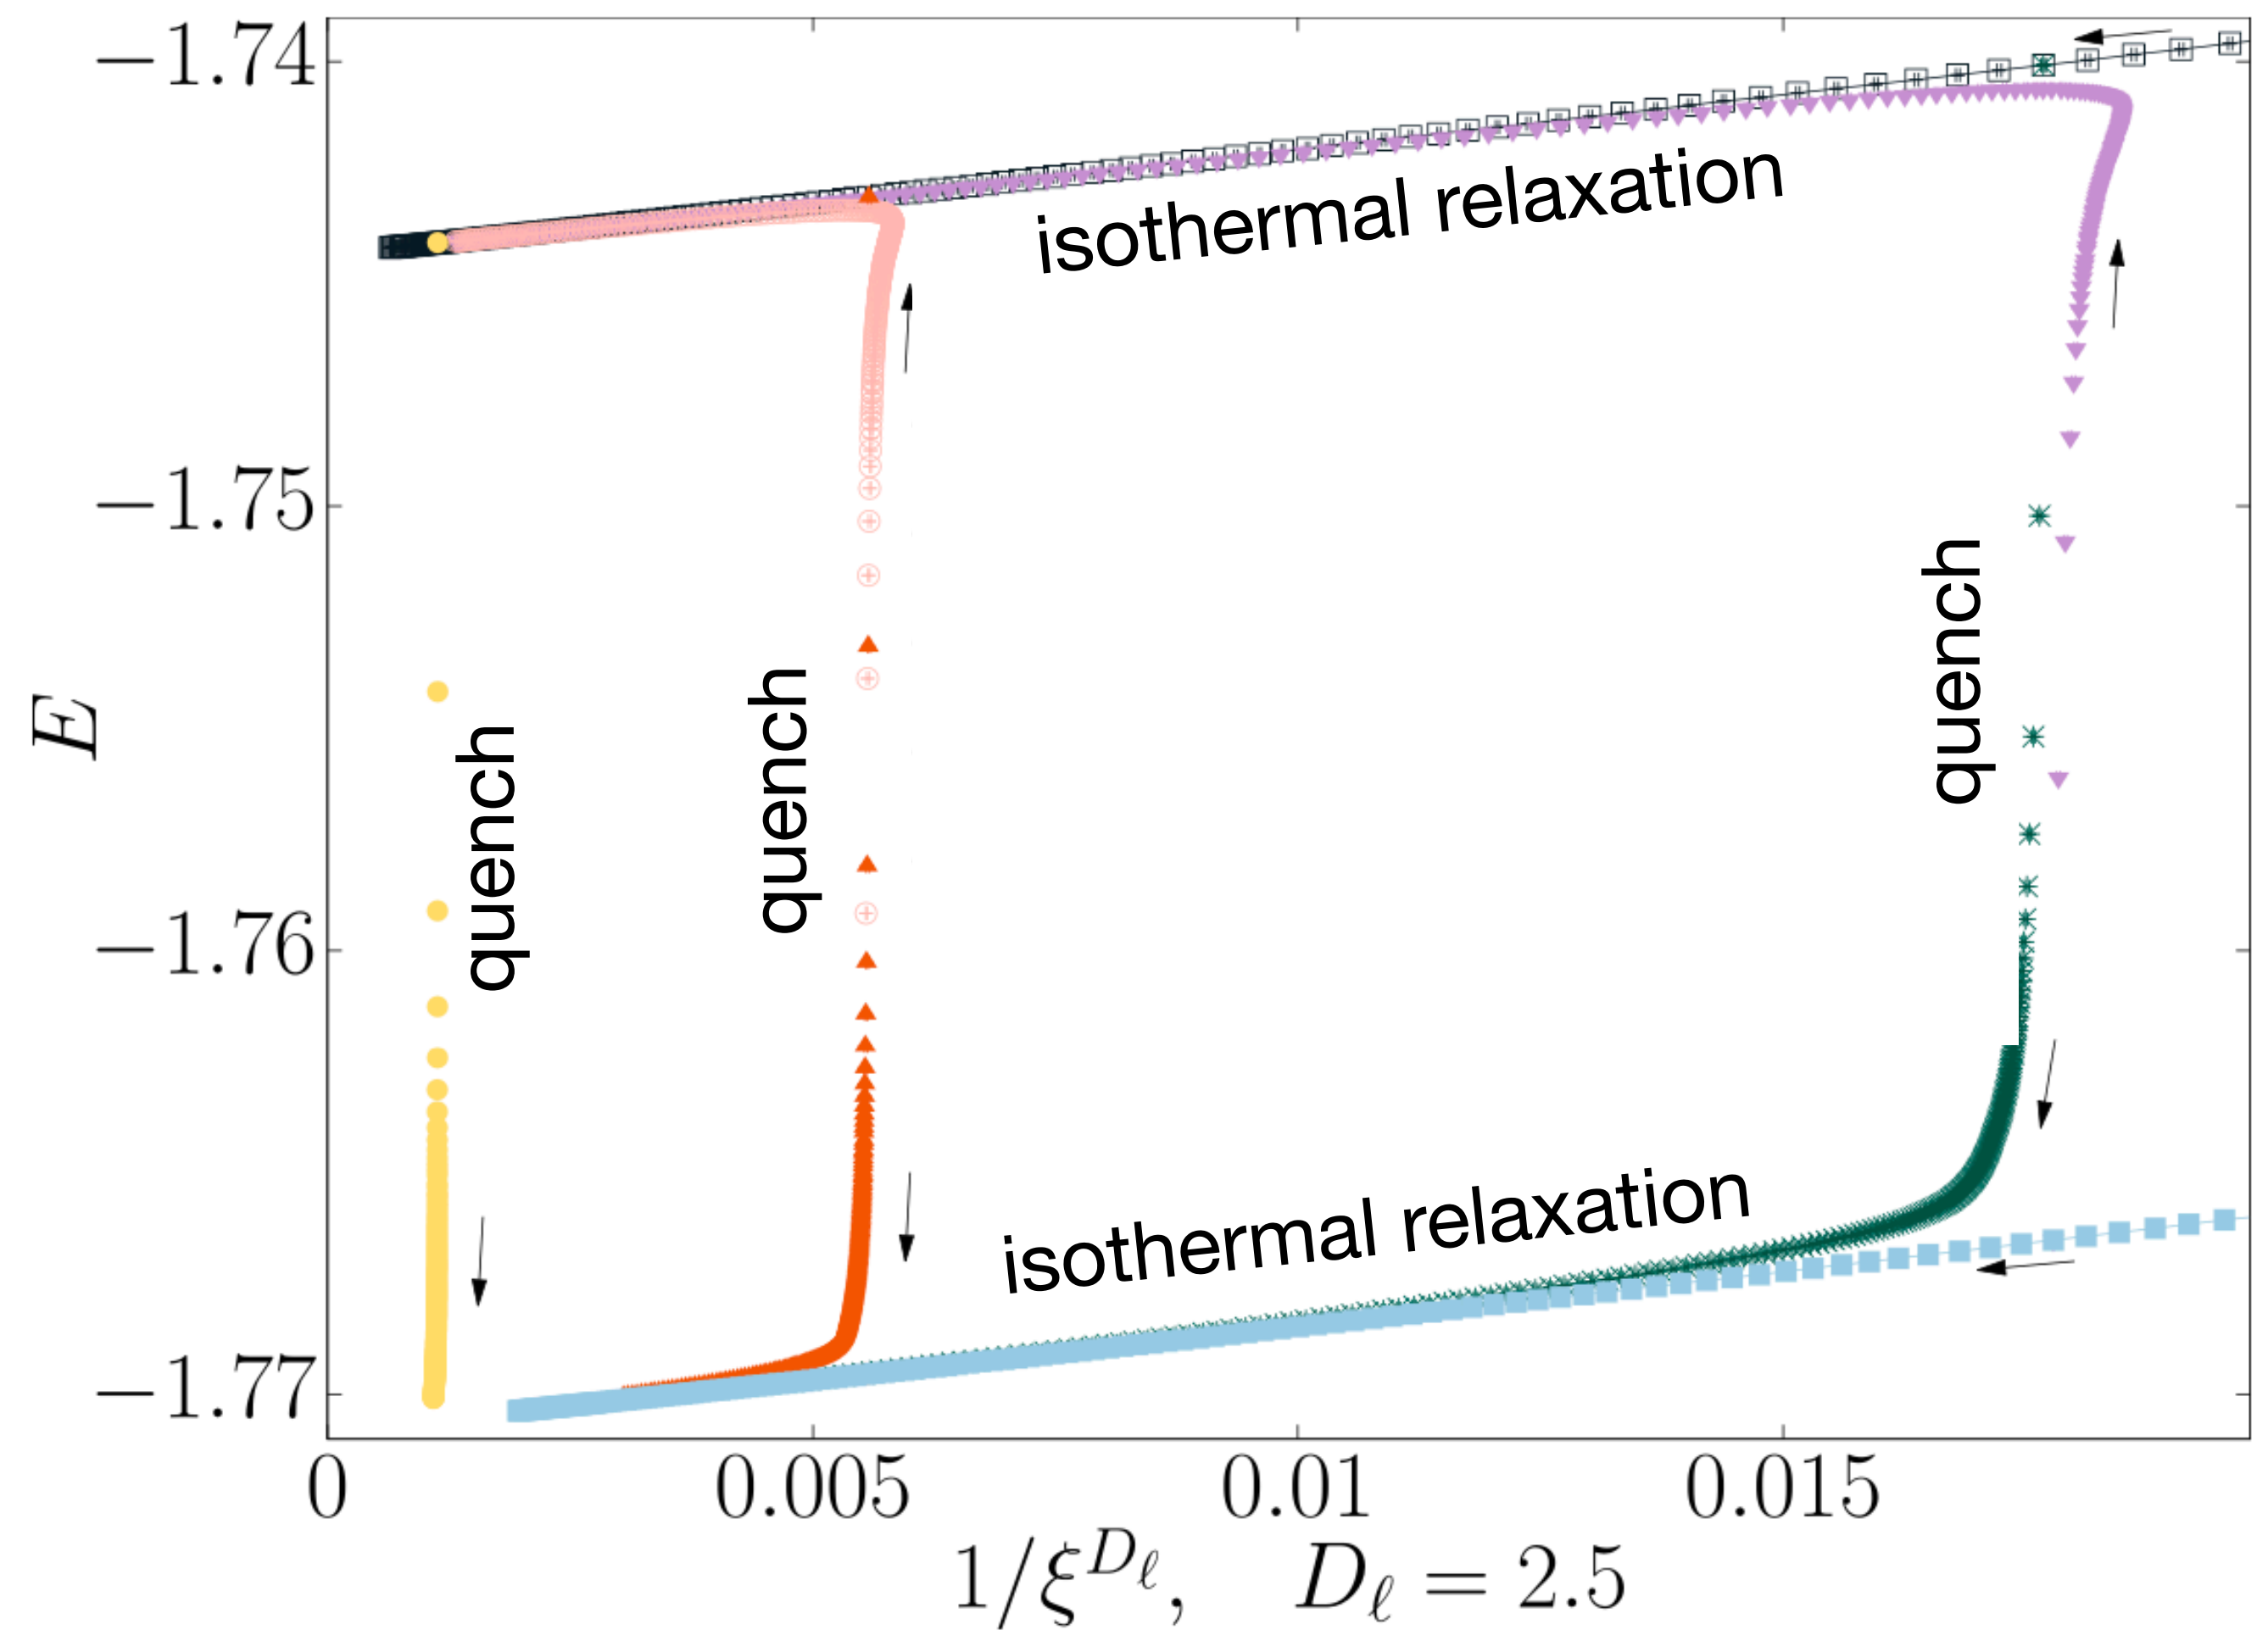 −1.74
isothermal relaxation
−1.75
quench
quench
quench
E
−1.76
isothermal relaxation
−1.77
0 0.005 0.01 0.015
1/ξ^{D_ℓ}, D_ℓ = 2.5